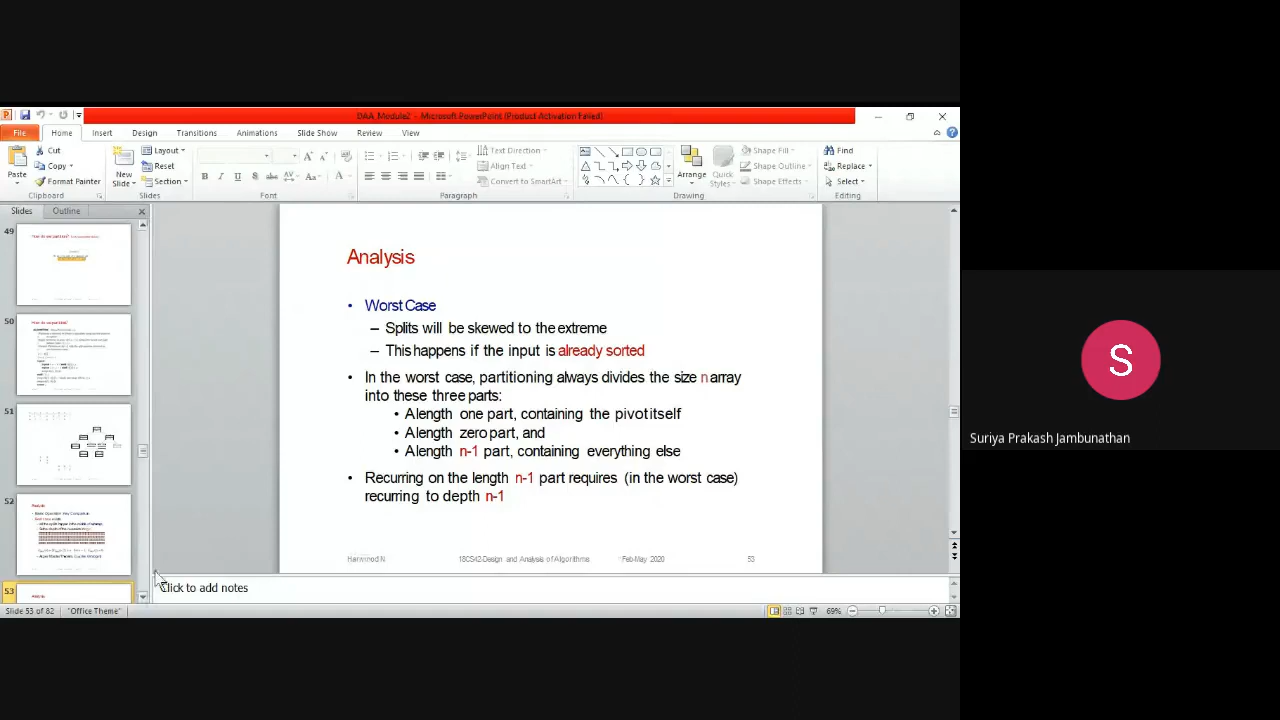 DAA_Module2 - Microsoft PowerPoint (Product Activation Failed)
File Home Insert Design Transitions Animations Slide Show Review View
Paste
Cut
Copy
Format Painter
Clipboard
New
Slide
Layout
Reset
Section
Slides
B I U S abc AV Aa A
Font
Text Direction
Align Text
Convert to SmartArt
Paragraph
Arrange
Quick
Styles
Shape Fill
Shape Outline
Shape Effects
Drawing
Find
Replace
Select
Editing
Slides Outline
49
50
51
52
Analysis
53
Analysis
• Worst Case
– Splits will be skewed to the extreme
– This happens if the input is already sorted
• In the worst case, partitioning always divides the size n array
into these three parts:
• A length one part, containing the pivot itself
• A length zero part, and
• A length n-1 part, containing everything else
• Recurring on the length n-1 part requires (in the worst case)
recurring to depth n-1
Harivinod N 18CS42-Design and Analysis of Algorithms Feb-May 2020 53
Click to add notes
Slide 53 of 82 "Office Theme" 69%
S
Suriya Prakash Jambunathan